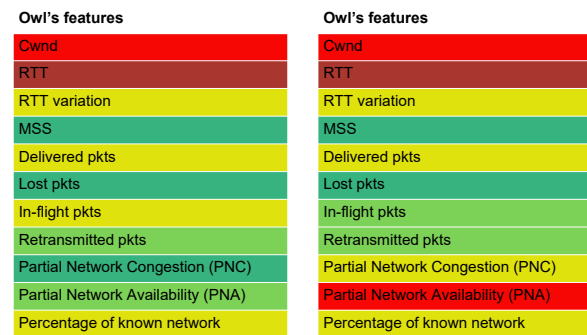 Owl's features
Cwnd
RTT
RTT variation
MSS
Delivered pkts
Lost pkts
In-flight pkts
Retransmitted pkts
Partial Network Congestion (PNC)
Partial Network Availability (PNA)
Percentage of known network
Owl's features
Cwnd
RTT
RTT variation
MSS
Delivered pkts
Lost pkts
In-flight pkts
Retransmitted pkts
Partial Network Congestion (PNC)
Partial Network Availability (PNA)
Percentage of known network